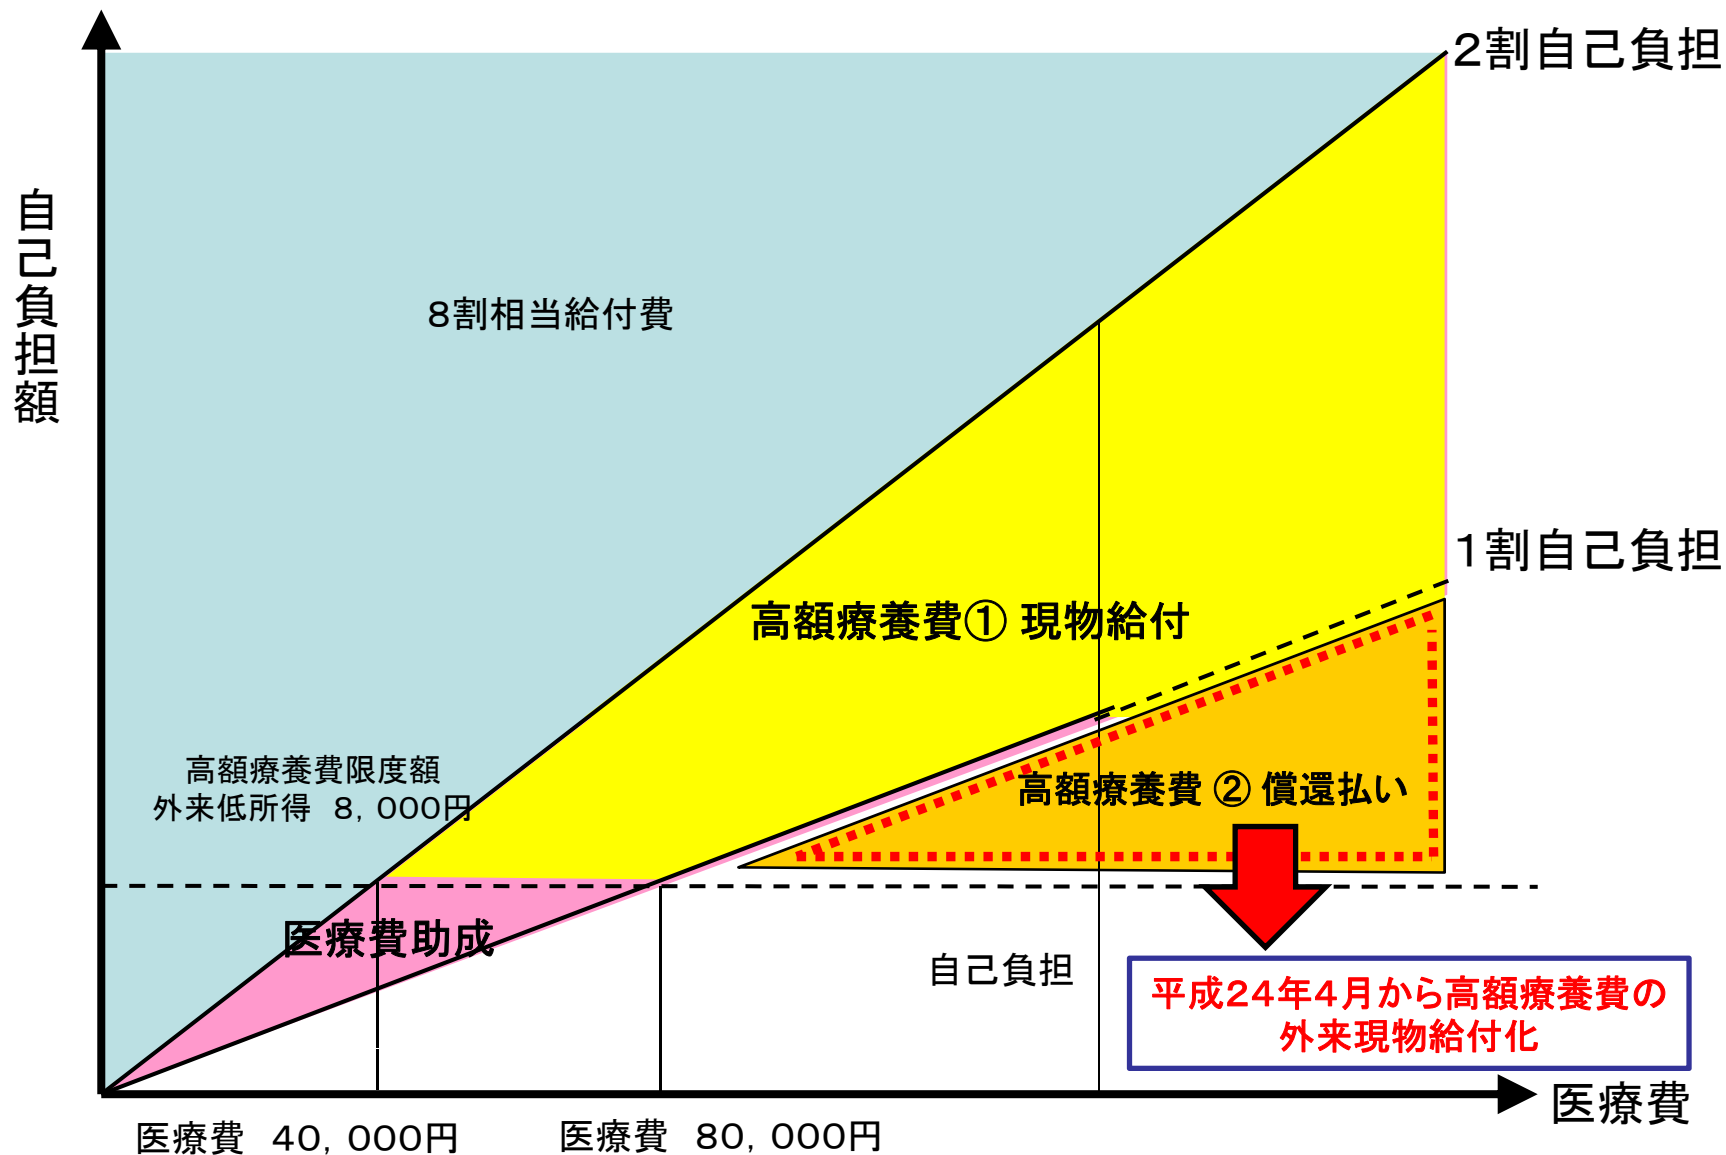 2割自己負担
自己負担額
8割相当給付費
1割自己負担
高額療養費① 現物給付
高額療養費限度額
外来低所得　8，000円
高額療養費 ② 償還払い
医療費助成
自己負担
平成24年4月から高額療養費の
外来現物給付化
医療費
医療費　40，000円
医療費　80，000円